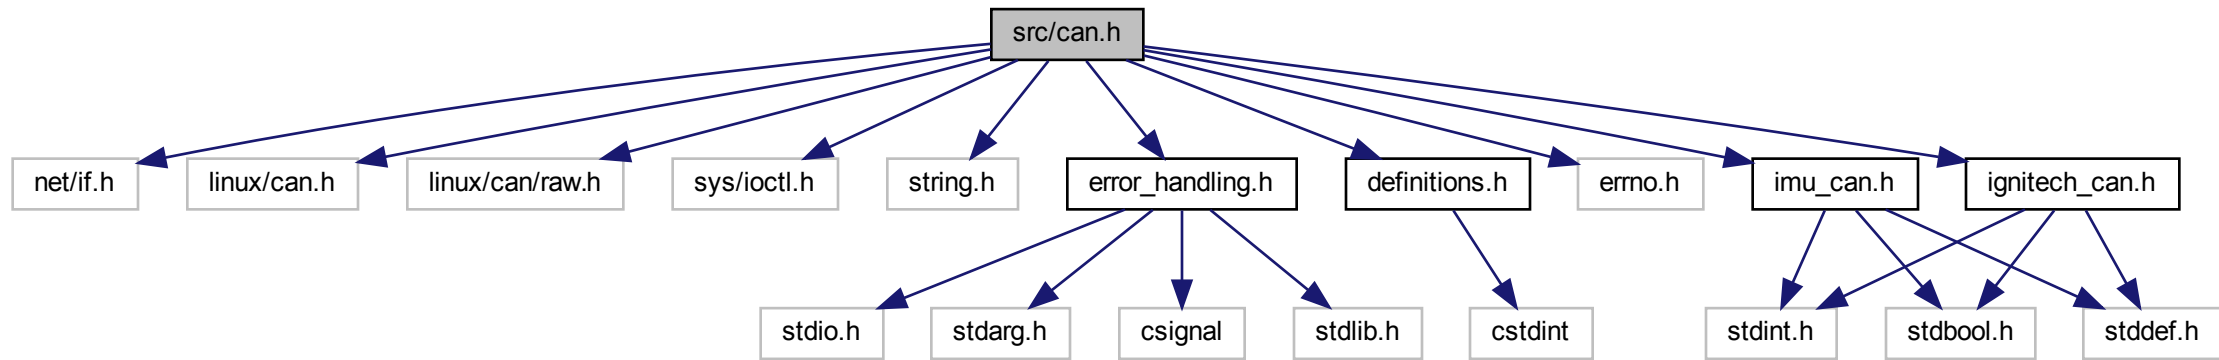 src/can.h
net/if.h
linux/can.h
linux/can/raw.h
sys/ioctl.h
string.h
error_handling.h
definitions.h
errno.h
imu_can.h
ignitech_can.h
stdio.h
stdarg.h
csignal
stdlib.h
cstdint
stdint.h
stdbool.h
stddef.h